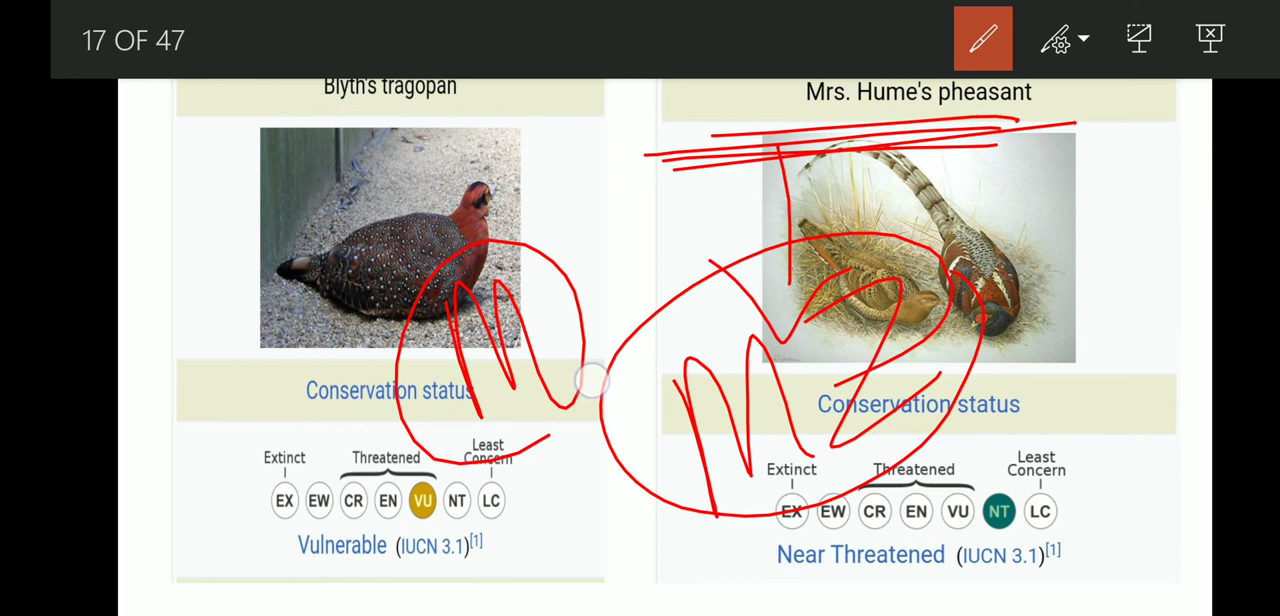 17 OF 47
Blyth's tragopan
Mrs. Hume's pheasant
Conservation status
Extinct Threatened Least Concern
EX EW CR EN VU NT LC
Vulnerable (IUCN 3.1)[1]
Conservation status
Extinct Threatened Least Concern
EX EW CR EN VU NT LC
Near Threatened (IUCN 3.1)[1]
M